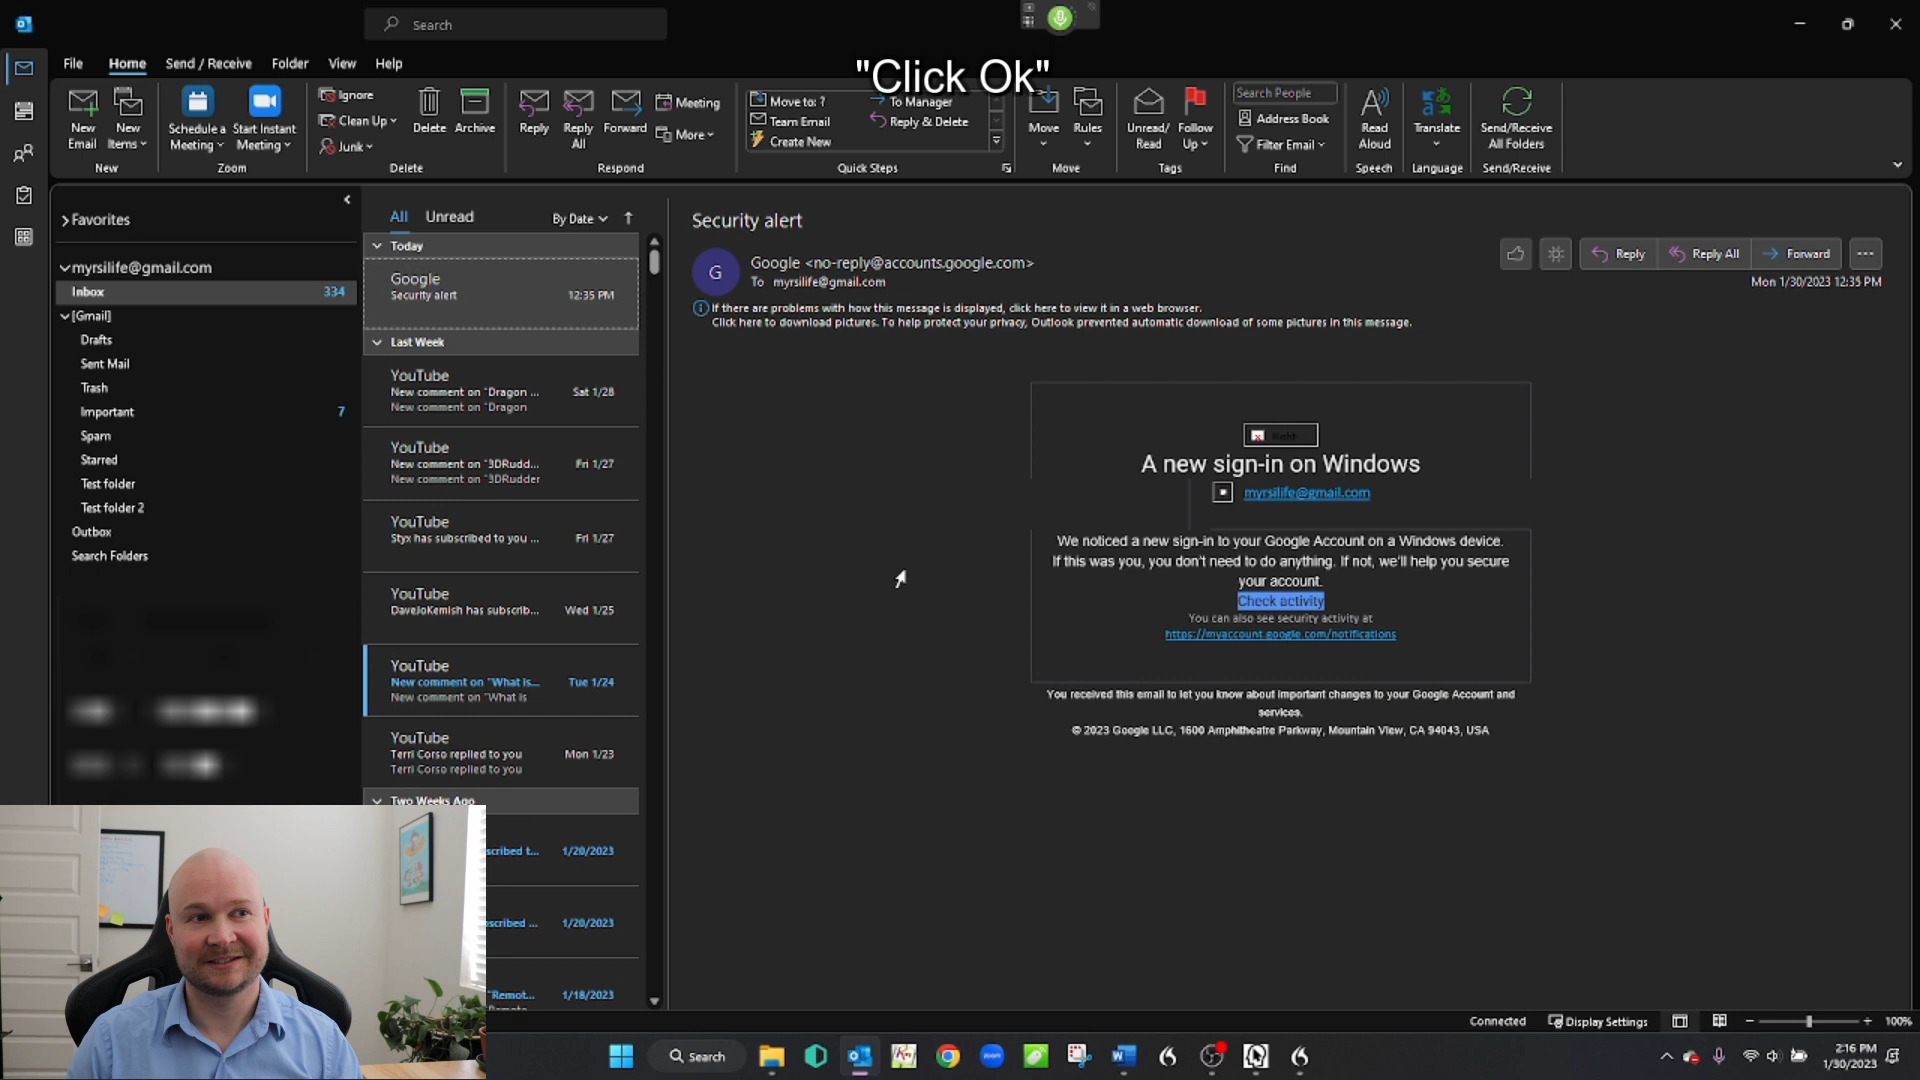 Search
"Click Ok"
File
Home
Send / Receive
Folder
View
Help
New Email
New Items
New
Schedule a Meeting
Start Instant Meeting
Zoom
Ignore
Clean Up
Junk
Delete
Archive
Delete
Reply
Reply All
Forward
Meeting
More
Respond
Move to: ?
Team Email
Create New
To Manager
Reply & Delete
Quick Steps
Move
Rules
Move
Unread/ Read
Follow Up
Tags
Search People
Address Book
Filter Email
Find
Read Aloud
Speech
Translate
Language
Send/Receive All Folders
Send/Receive
Favorites
myrsilife@gmail.com
Inbox 334
[Gmail]
Drafts
Sent Mail
Trash
Important 7
Spam
Starred
Test folder
Test folder 2
Outbox
Search Folders
All
Unread
By Date
Today
Google
Security alert 12:35 PM
Last Week
YouTube
New comment on "Dragon ... Sat 1/28
New comment on "Dragon
YouTube
New comment on "3DRudd... Fri 1/27
New comment on "3DRudder
YouTube
Styx has subscribed to you ... Fri 1/27
YouTube
DaveJoKemish has subscrib... Wed 1/25
YouTube
New comment on "What is... Tue 1/24
New comment on "What is
YouTube
Terri Corso replied to you Mon 1/23
Terri Corso replied to you
Two Weeks Ago
scribed t... 1/20/2023
scribed ... 1/20/2023
"Remot... 1/18/2023
Security alert
G
Google <no-reply@accounts.google.com>
To myrsilife@gmail.com
Reply
Reply All
Forward
Mon 1/30/2023 12:35 PM
If there are problems with how this message is displayed, click here to view it in a web browser.
Click here to download pictures. To help protect your privacy, Outlook prevented automatic download of some pictures in this message.
A new sign-in on Windows
myrsilife@gmail.com
We noticed a new sign-in to your Google Account on a Windows device.
If this was you, you don't need to do anything. If not, we'll help you secure
your account.
Check activity
You can also see security activity at
https://myaccount.google.com/notifications
You received this email to let you know about important changes to your Google Account and
services.
© 2023 Google LLC, 1600 Amphitheatre Parkway, Mountain View, CA 94043, USA
Connected
Display Settings
100%
Search
zoom
2:16 PM
1/30/2023